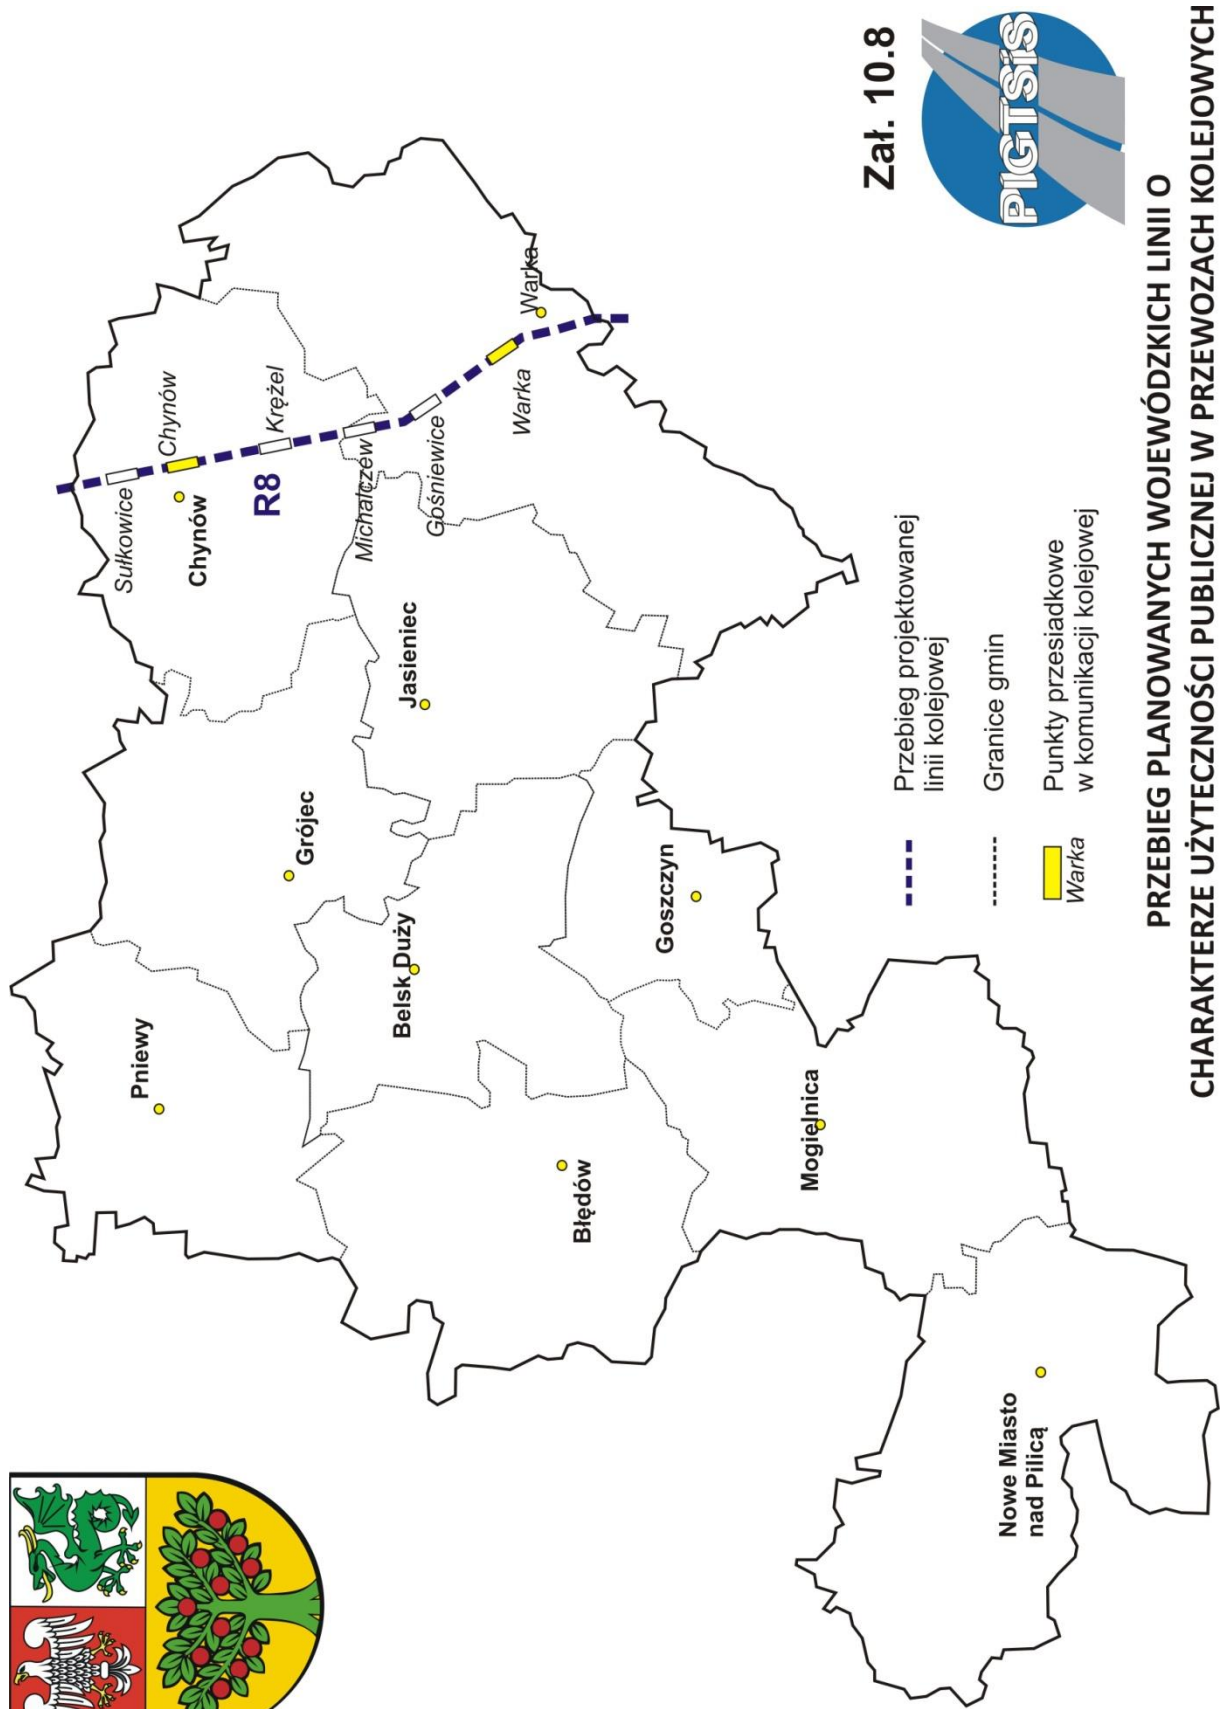 Zał. 10.8
PIGTSiS
Pniewy
Grójec
Chynów
Sułkowice
Chynów
Krężel
R8
Michalczew
Gośniewice
Warka
Warka
Jasieniec
Belsk Duży
Błędów
Goszczyn
Mogielnica
Nowe Miasto
nad Pilicą
Przebieg projektowanej
linii kolejowej
Granice gmin
Warka
Punkty przesiadkowe
w komunikacji kolejowej
PRZEBIEG PLANOWANYCH WOJEWÓDZKICH LINII O
CHARAKTERZE UŻYTECZNOŚCI PUBLICZNEJ W PRZEWOZACH KOLEJOWYCH